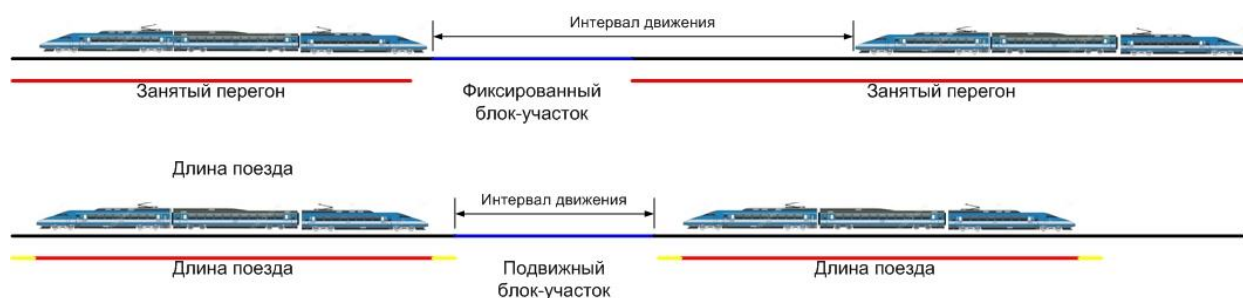 Интервал движения
Занятый перегон
Фиксированный
блок-участок
Занятый перегон
Длина поезда
Интервал движения
Длина поезда
Подвижный
блок-участок
Длина поезда